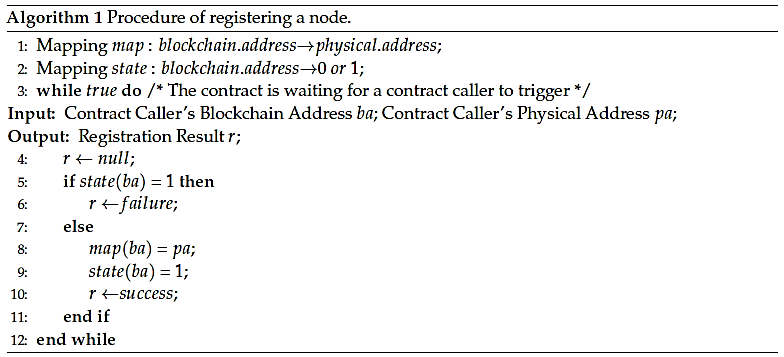 Algorithm 1 Procedure of registering a node.
1: Mapping map : blockchain.address→physical.address;
2: Mapping state : blockchain.address→0 or 1;
3: while true do /* The contract is waiting for a contract caller to trigger */
Input: Contract Caller's Blockchain Address ba; Contract Caller's Physical Address pa;
Output: Registration Result r;
4: r ← null;
5: if state(ba) = 1 then
6: r ←failure;
7: else
8: map(ba) = pa;
9: state(ba) = 1;
10: r ←success;
11: end if
12: end while